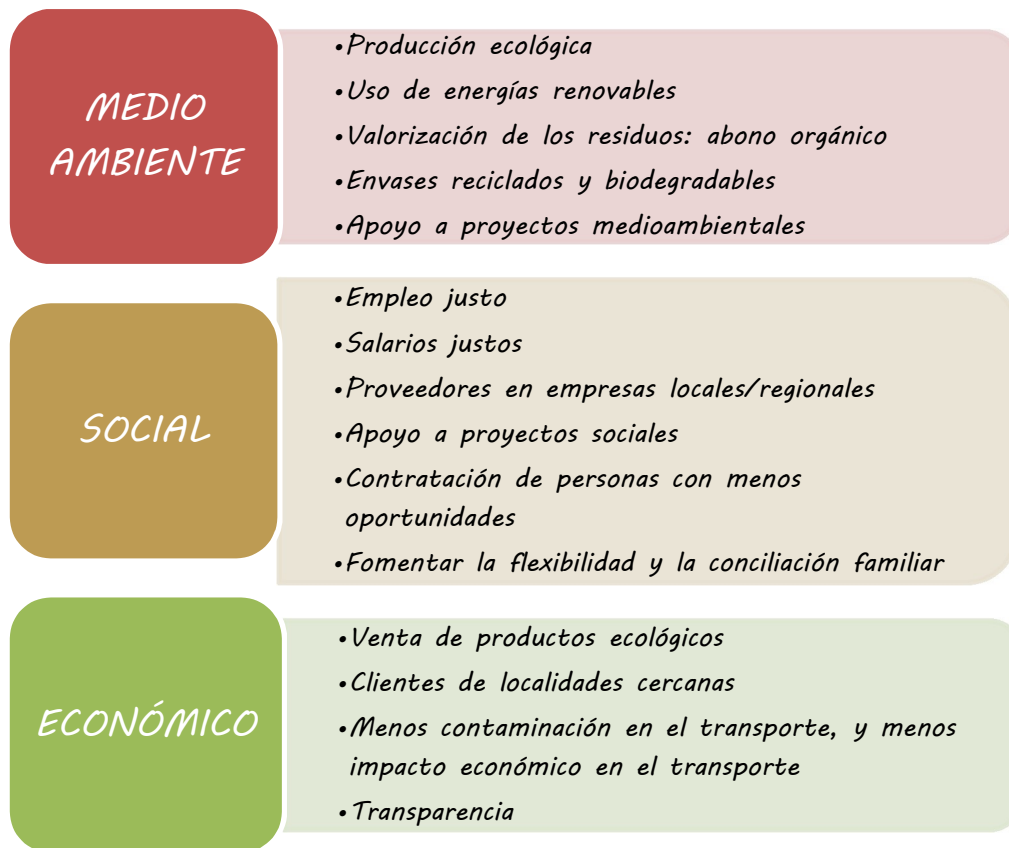 MEDIO
AMBIENTE
•Producción ecológica
•Uso de energías renovables
•Valorización de los residuos: abono orgánico
•Envases reciclados y biodegradables
•Apoyo a proyectos medioambientales
SOCIAL
•Empleo justo
•Salarios justos
•Proveedores en empresas locales/regionales
•Apoyo a proyectos sociales
•Contratación de personas con menos
oportunidades
•Fomentar la flexibilidad y la conciliación familiar
ECONÓMICO
•Venta de productos ecológicos
•Clientes de localidades cercanas
•Menos contaminación en el transporte, y menos
impacto económico en el transporte
•Transparencia